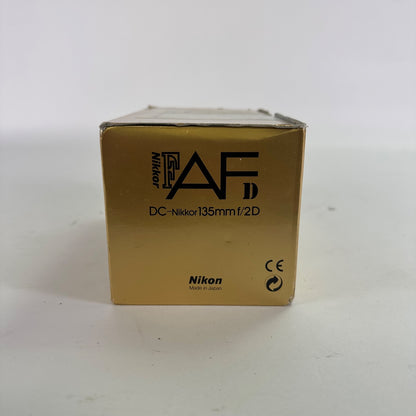 Nikkor AF D
DC-Nikkor 135mm f/2D
Nikon
Made in Japan
CE